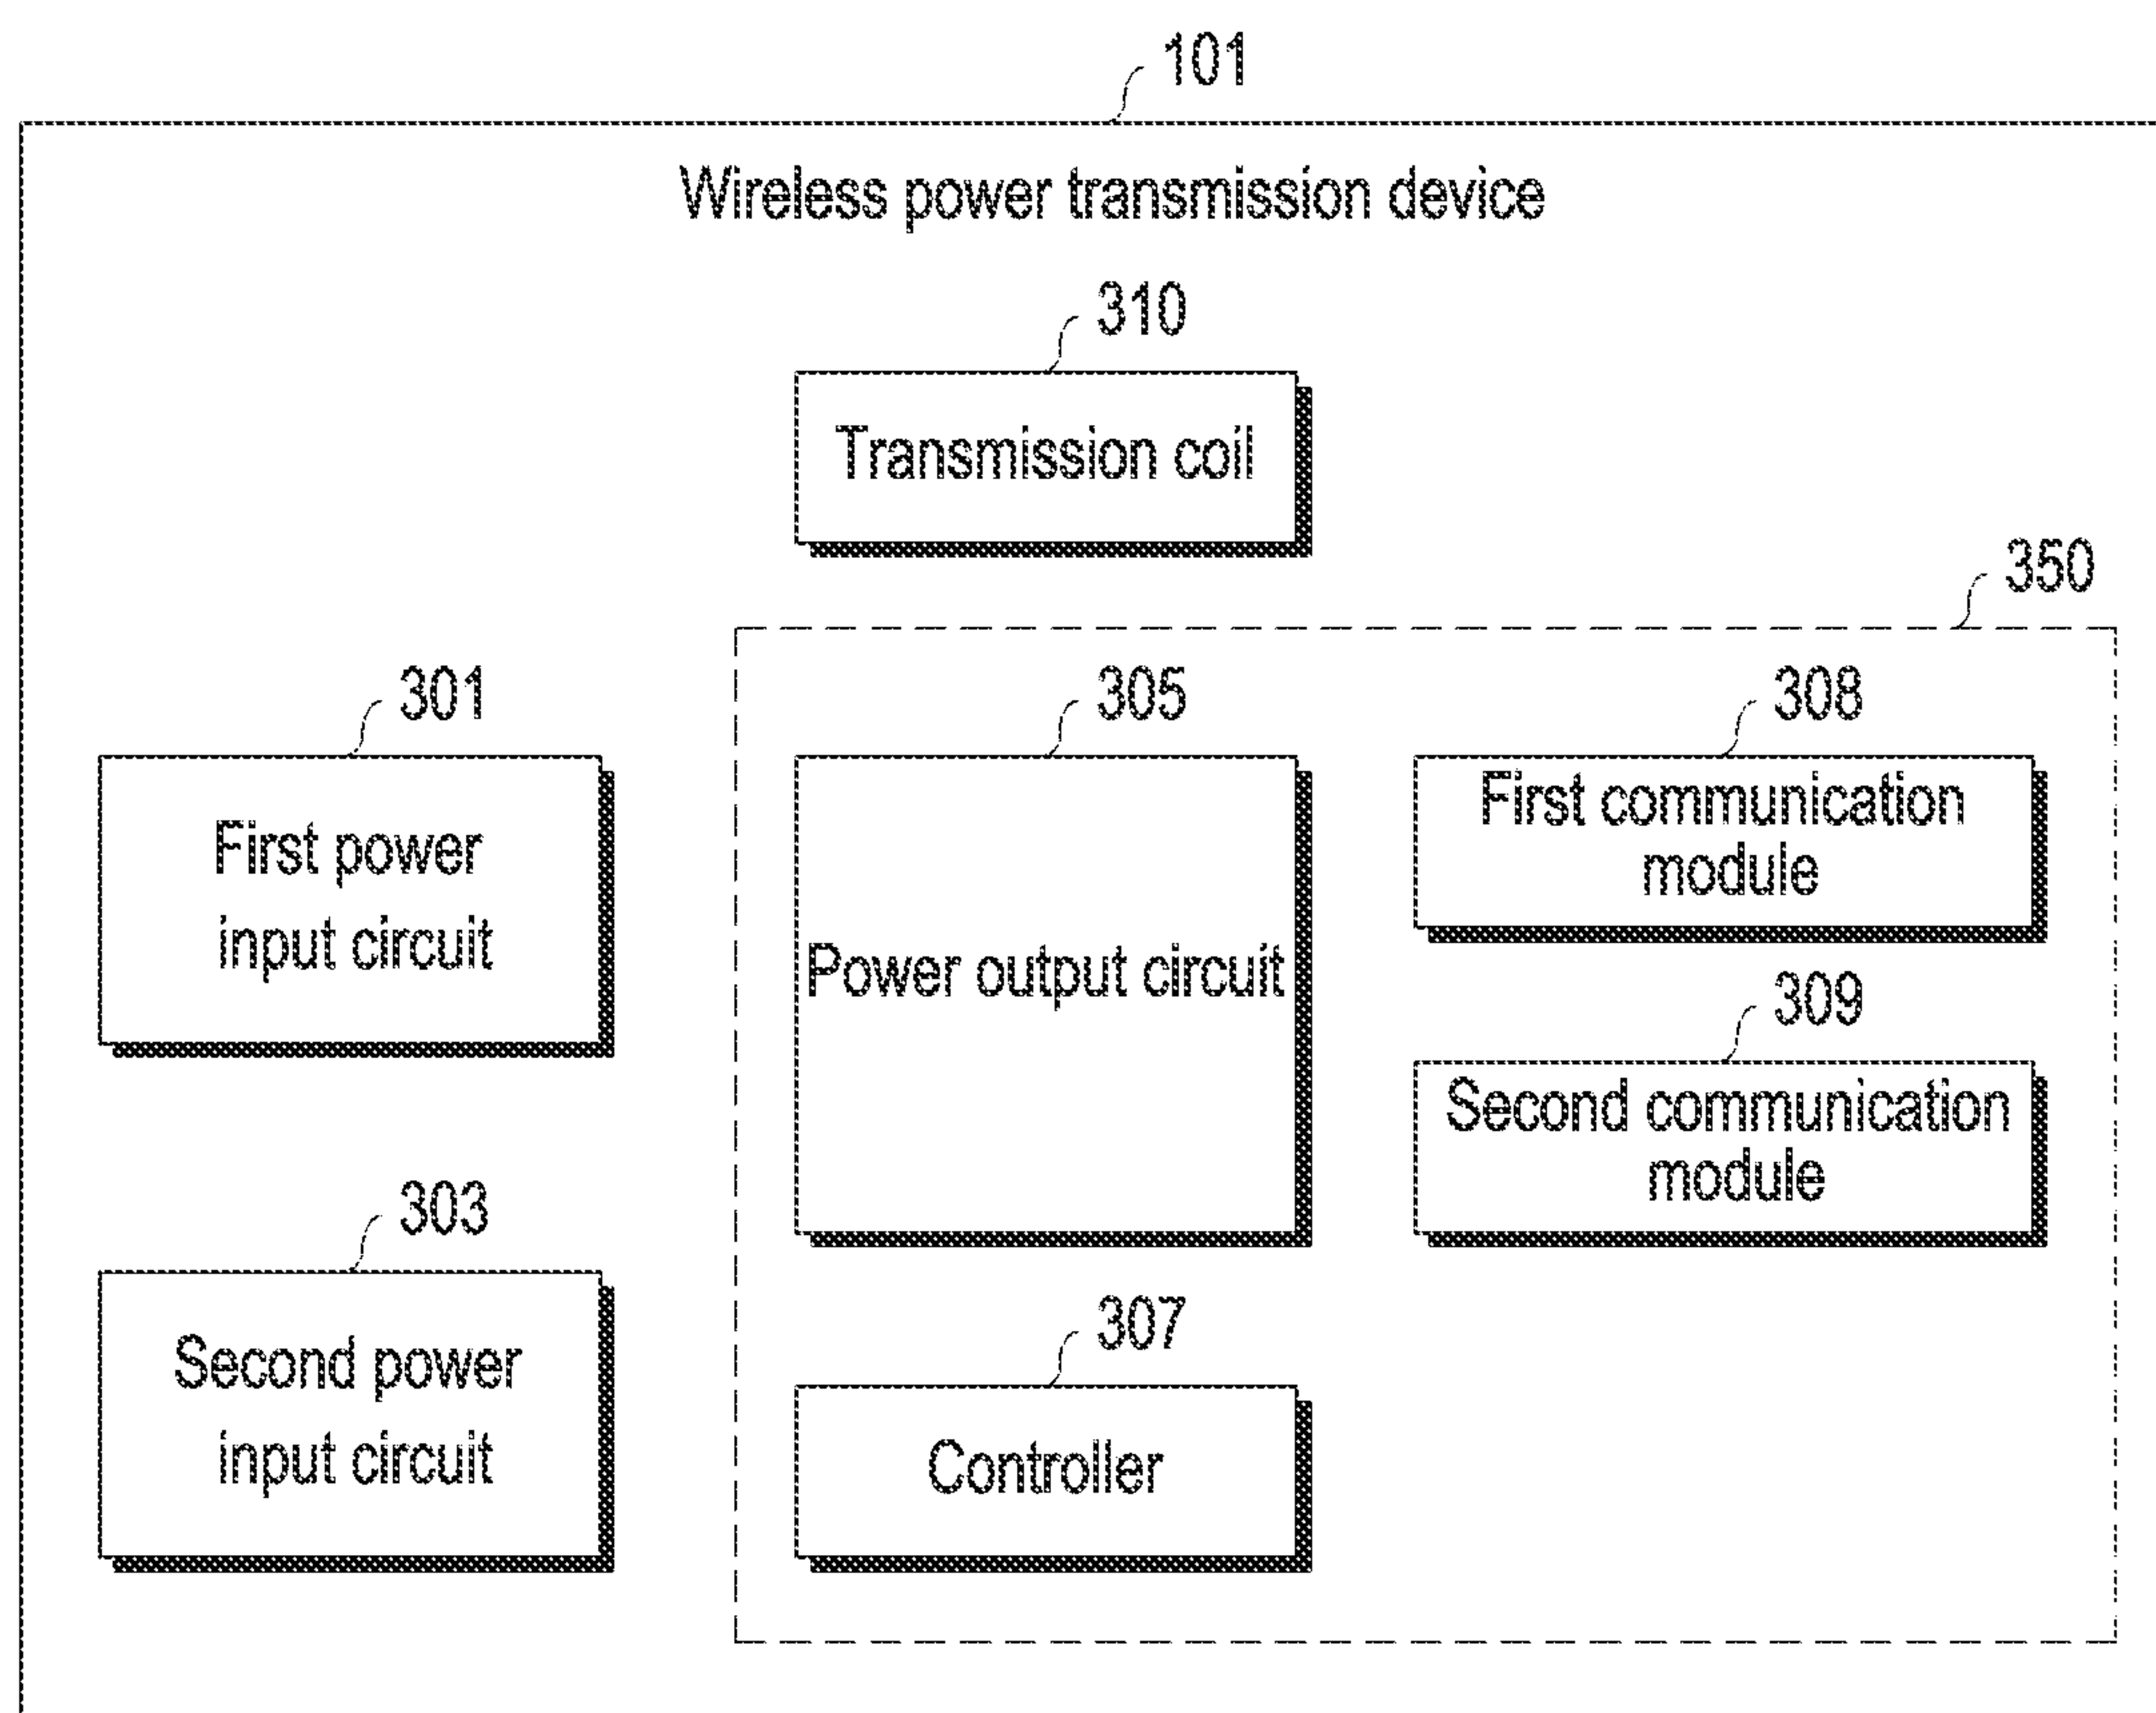 101
Wireless power transmission device
310
Transmission coil
350
301
First power
input circuit
305
Power output circuit
308
First communication
module
309
Second communication
module
303
Second power
input circuit
307
Controller